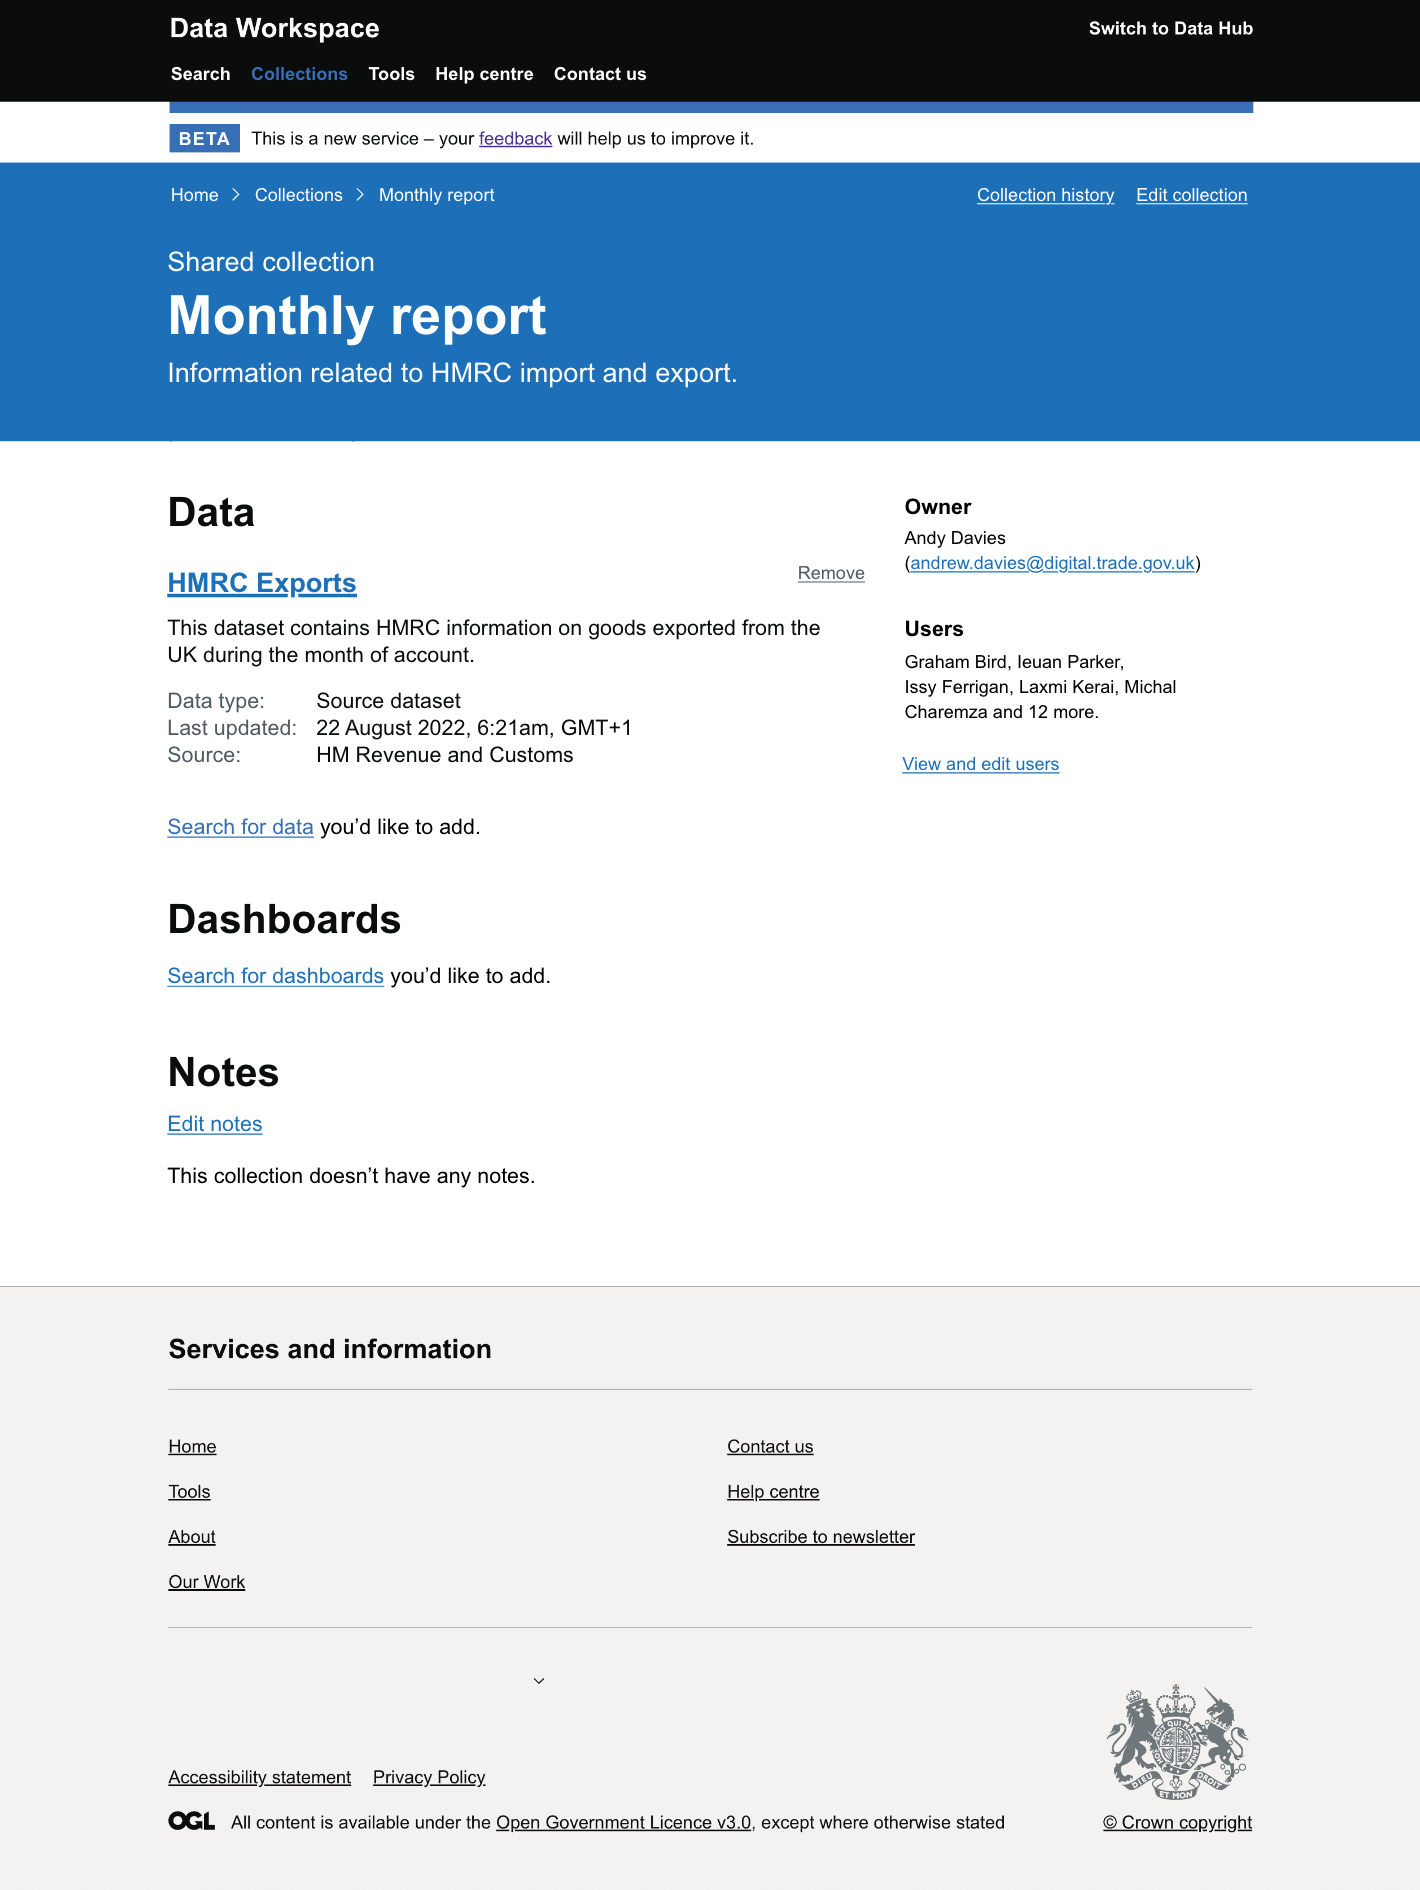 Data Workspace
Switch to Data Hub
Search Collections Tools Help centre Contact us
BETA This is a new service – your feedback will help us to improve it.
Home Collections Monthly report
Collection history Edit collection
Shared collection
Monthly report
Information related to HMRC import and export.
Data
HMRC Exports
Remove
This dataset contains HMRC information on goods exported from the
UK during the month of account.
Data type: Source dataset
Last updated: 22 August 2022, 6:21am, GMT+1
Source: HM Revenue and Customs
Search for data you’d like to add.
Owner
Andy Davies
(andrew.davies@digital.trade.gov.uk)
Users
Graham Bird, Ieuan Parker,
Issy Ferrigan, Laxmi Kerai, Michal
Charemza and 12 more.
View and edit users
Dashboards
Search for dashboards you’d like to add.
Notes
Edit notes
This collection doesn’t have any notes.
Services and information
Home
Tools
About
Our Work
Contact us
Help centre
Subscribe to newsletter
Accessibility statement Privacy Policy
OGL All content is available under the Open Government Licence v3.0, except where otherwise stated
DIEU ET MON DROIT
© Crown copyright